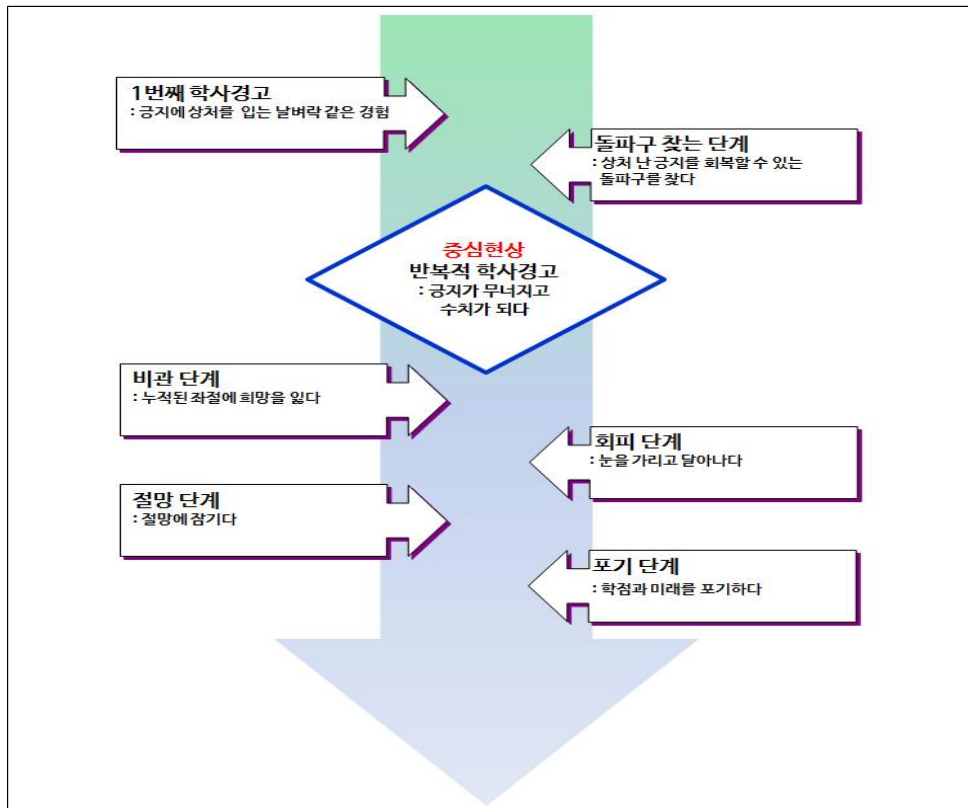 1번째 학사경고
: 긍지에 상처를 입는 날벼락 같은 경험
돌파구 찾는 단계
: 상처 난 긍지를 회복할 수 있는
돌파구를 찾다
중심현상
반복적 학사경고
: 긍지가 무너지고
수치가 되다
비관 단계
: 누적된 좌절에 희망을 잃다
회피 단계
: 눈을 가리고 달아나다
절망 단계
: 절망에 잠기다
포기 단계
: 학점과 미래를 포기하다